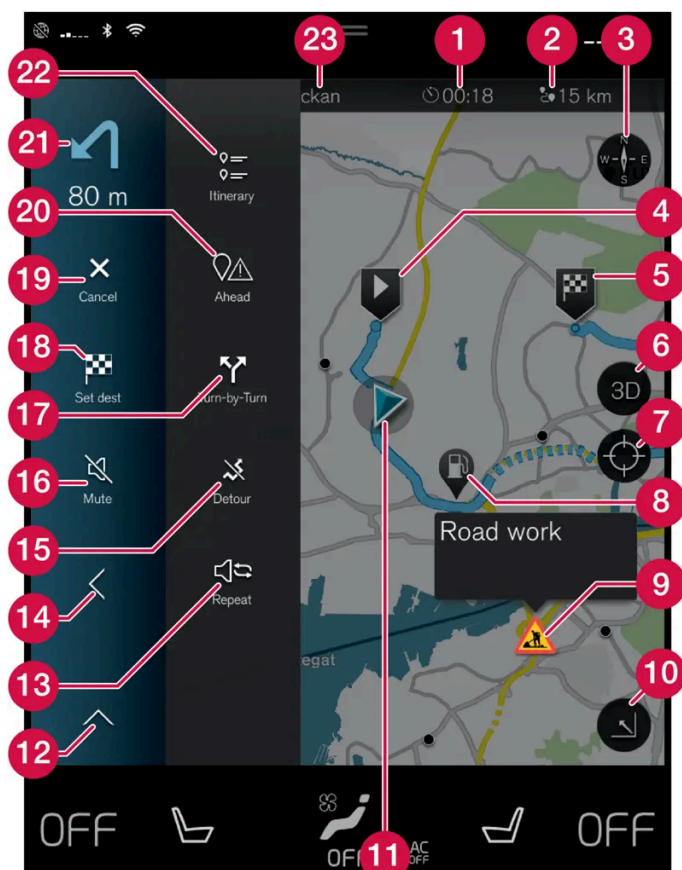 23
1
2
3
22
ckan
00:18
15 km
21
N
W
E
S
80 m
Itinerary
4
20
5
19
Cancel
Ahead
6
18
3D
Set dest
17
Turn-by-Turn
7
16
Mute
Detour
8
15
Road work
14
Repeat
9
13
egat
10
12
OFF
OFF
11
AC
OFF
OFF